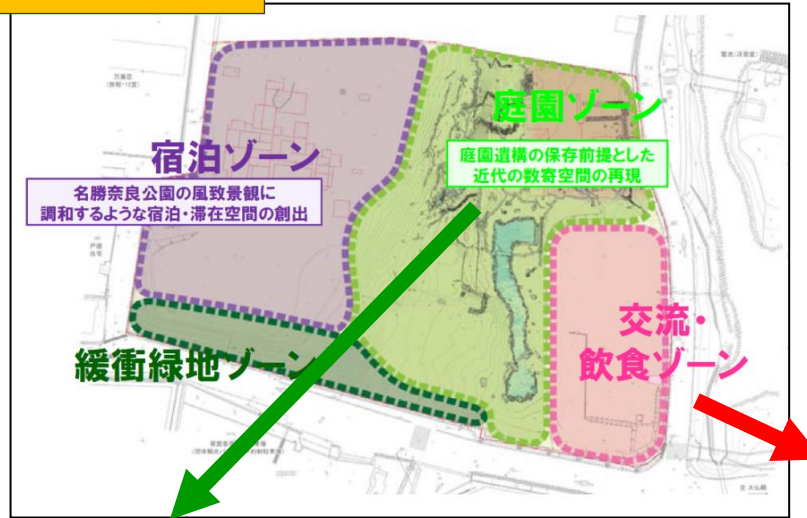 庭園ゾーン
庭園遺構の保存前提とした
近代の数寄空間の再現
宿泊ゾーン
名勝奈良公園の風致景観に
調和するような宿泊・滞在空間の創出
交流・
飲食ゾーン
緩衝緑地ゾーン